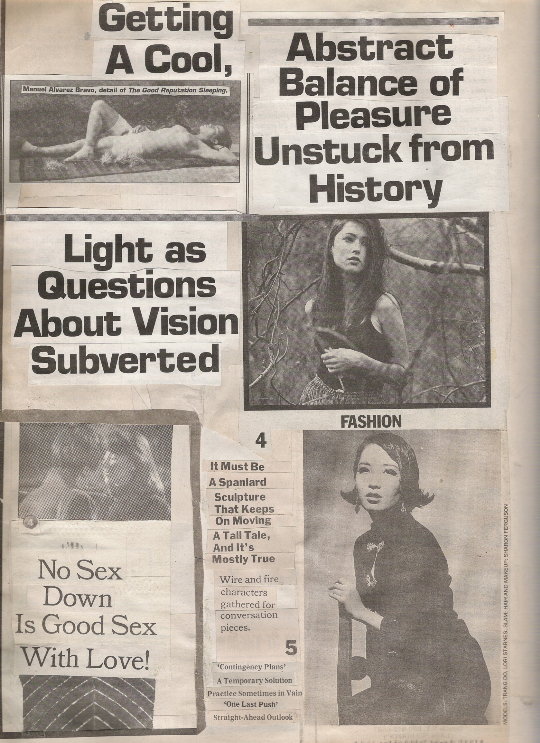 Getting
A Cool,
Manuel Alvarez Bravo, detail of The Good Reputation Sleeping.
Abstract
Balance of
Pleasure
Unstuck from
History
Light as
Questions
About Vision
Subverted
FASHION
4
It Must Be
A Spaniard
Sculpture
That Keeps
On Moving
A Tall Tale,
And It's
Mostly True
Wire and fire
characters
gathered for
conversation
pieces.
5
'Contingency Plans'
A Temporary Solution
Practice Sometimes in Vain
'One Last Push'
Straight-Ahead Outlook
No Sex
Down
Is Good Sex
With Love!